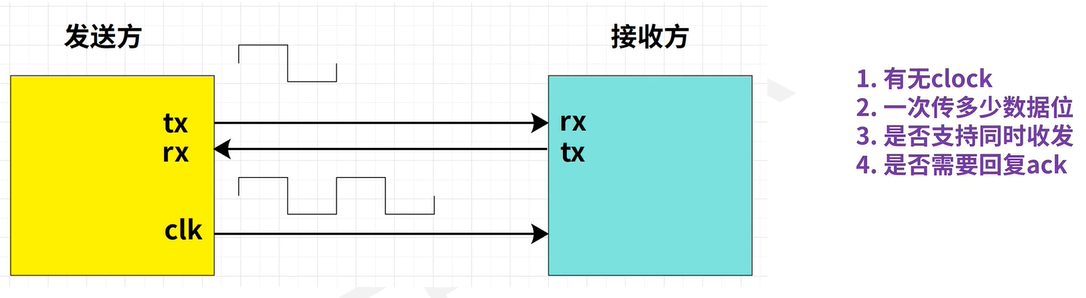 发送方
接收方
tx
rx
rx
tx
clk
1. 有无clock
2. 一次传多少数据位
3. 是否支持同时收发
4. 是否需要回复ack